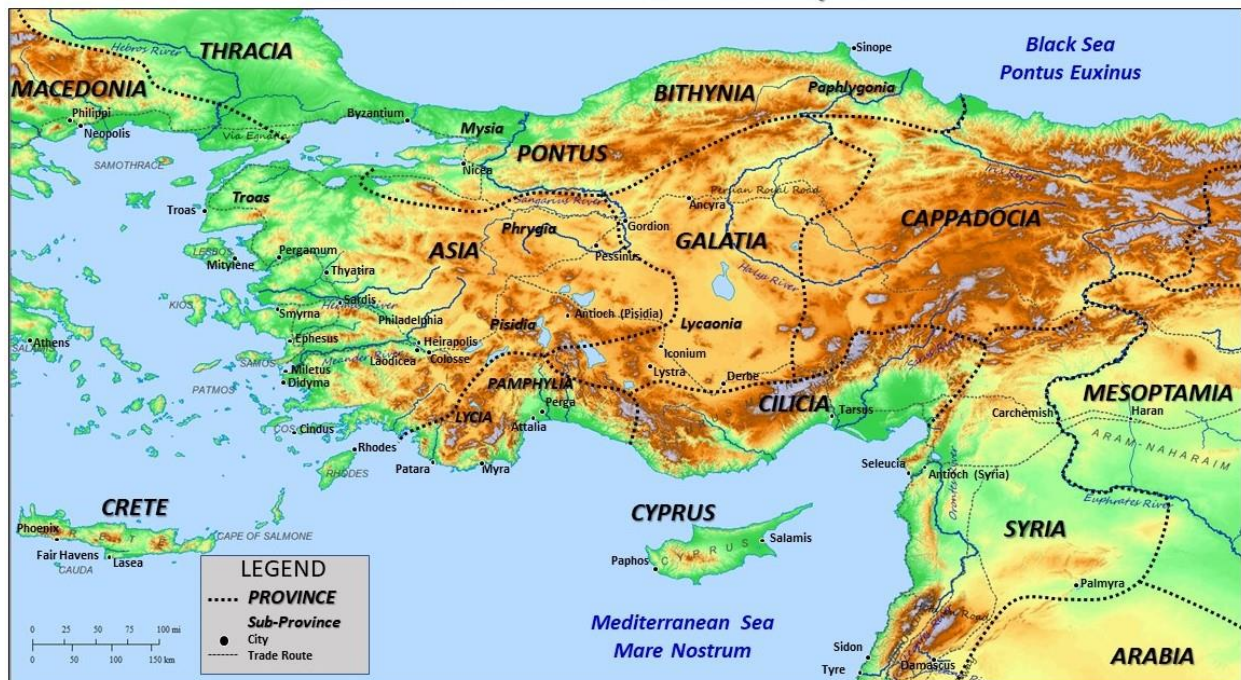 THRACIA
Hebros River
MACEDONIA
Philippi
Neopolis
Via Egnatia
SAMOTHRACE
Byzantium
Mysia
Nicea
PONTUS
BITHYNIA
Paphlygonia
Sinope
Black Sea
Pontus Euxinus
Troas
Troas
Sangarius River
Persian Royal Road
Ancyra
Iris River
Phrygia
Gordion
Pessinus
ASIA
GALATIA
CAPPADOCIA
Halys River
LESBOS
Mitylene
Pergamum
Thyatira
Sardis
KIOS
Smyrna
Philadelphia
Antioch (Pisidia)
Pisidia
Lycaonia
Athens
Ephesus
Heirapolis
SAMOS
Meander River
Laodicea
Colosse
Iconium
Miletus
Didyma
PATMOS
Lystra
Derbe
PAMPHYLIA
Perga
LYCIA
Attalia
CILICIA
Tarsus
MESOPTAMIA
Carchemish
Haran
ARAM-NAHARAIM
COS
Cindus
Rhodes
RHODES
Patara
Myra
Seleucia
Antioch (Syria)
Orontes River
Euphrates River
CRETE
Phoenix
CRETE
CAPE OF SALMONE
Fair Havens
Lasea
CAUDA
CYPRUS
CYPRUS
Salamis
Paphos
SYRIA
Palmyra
LEGEND
PROVINCE
Sub-Province
City
Trade Route
0 25 50 75 100 mi
0 50 100 150 km
Mediterranean Sea
Mare Nostrum
Sidon
Tyre
Damascus
ARABIA